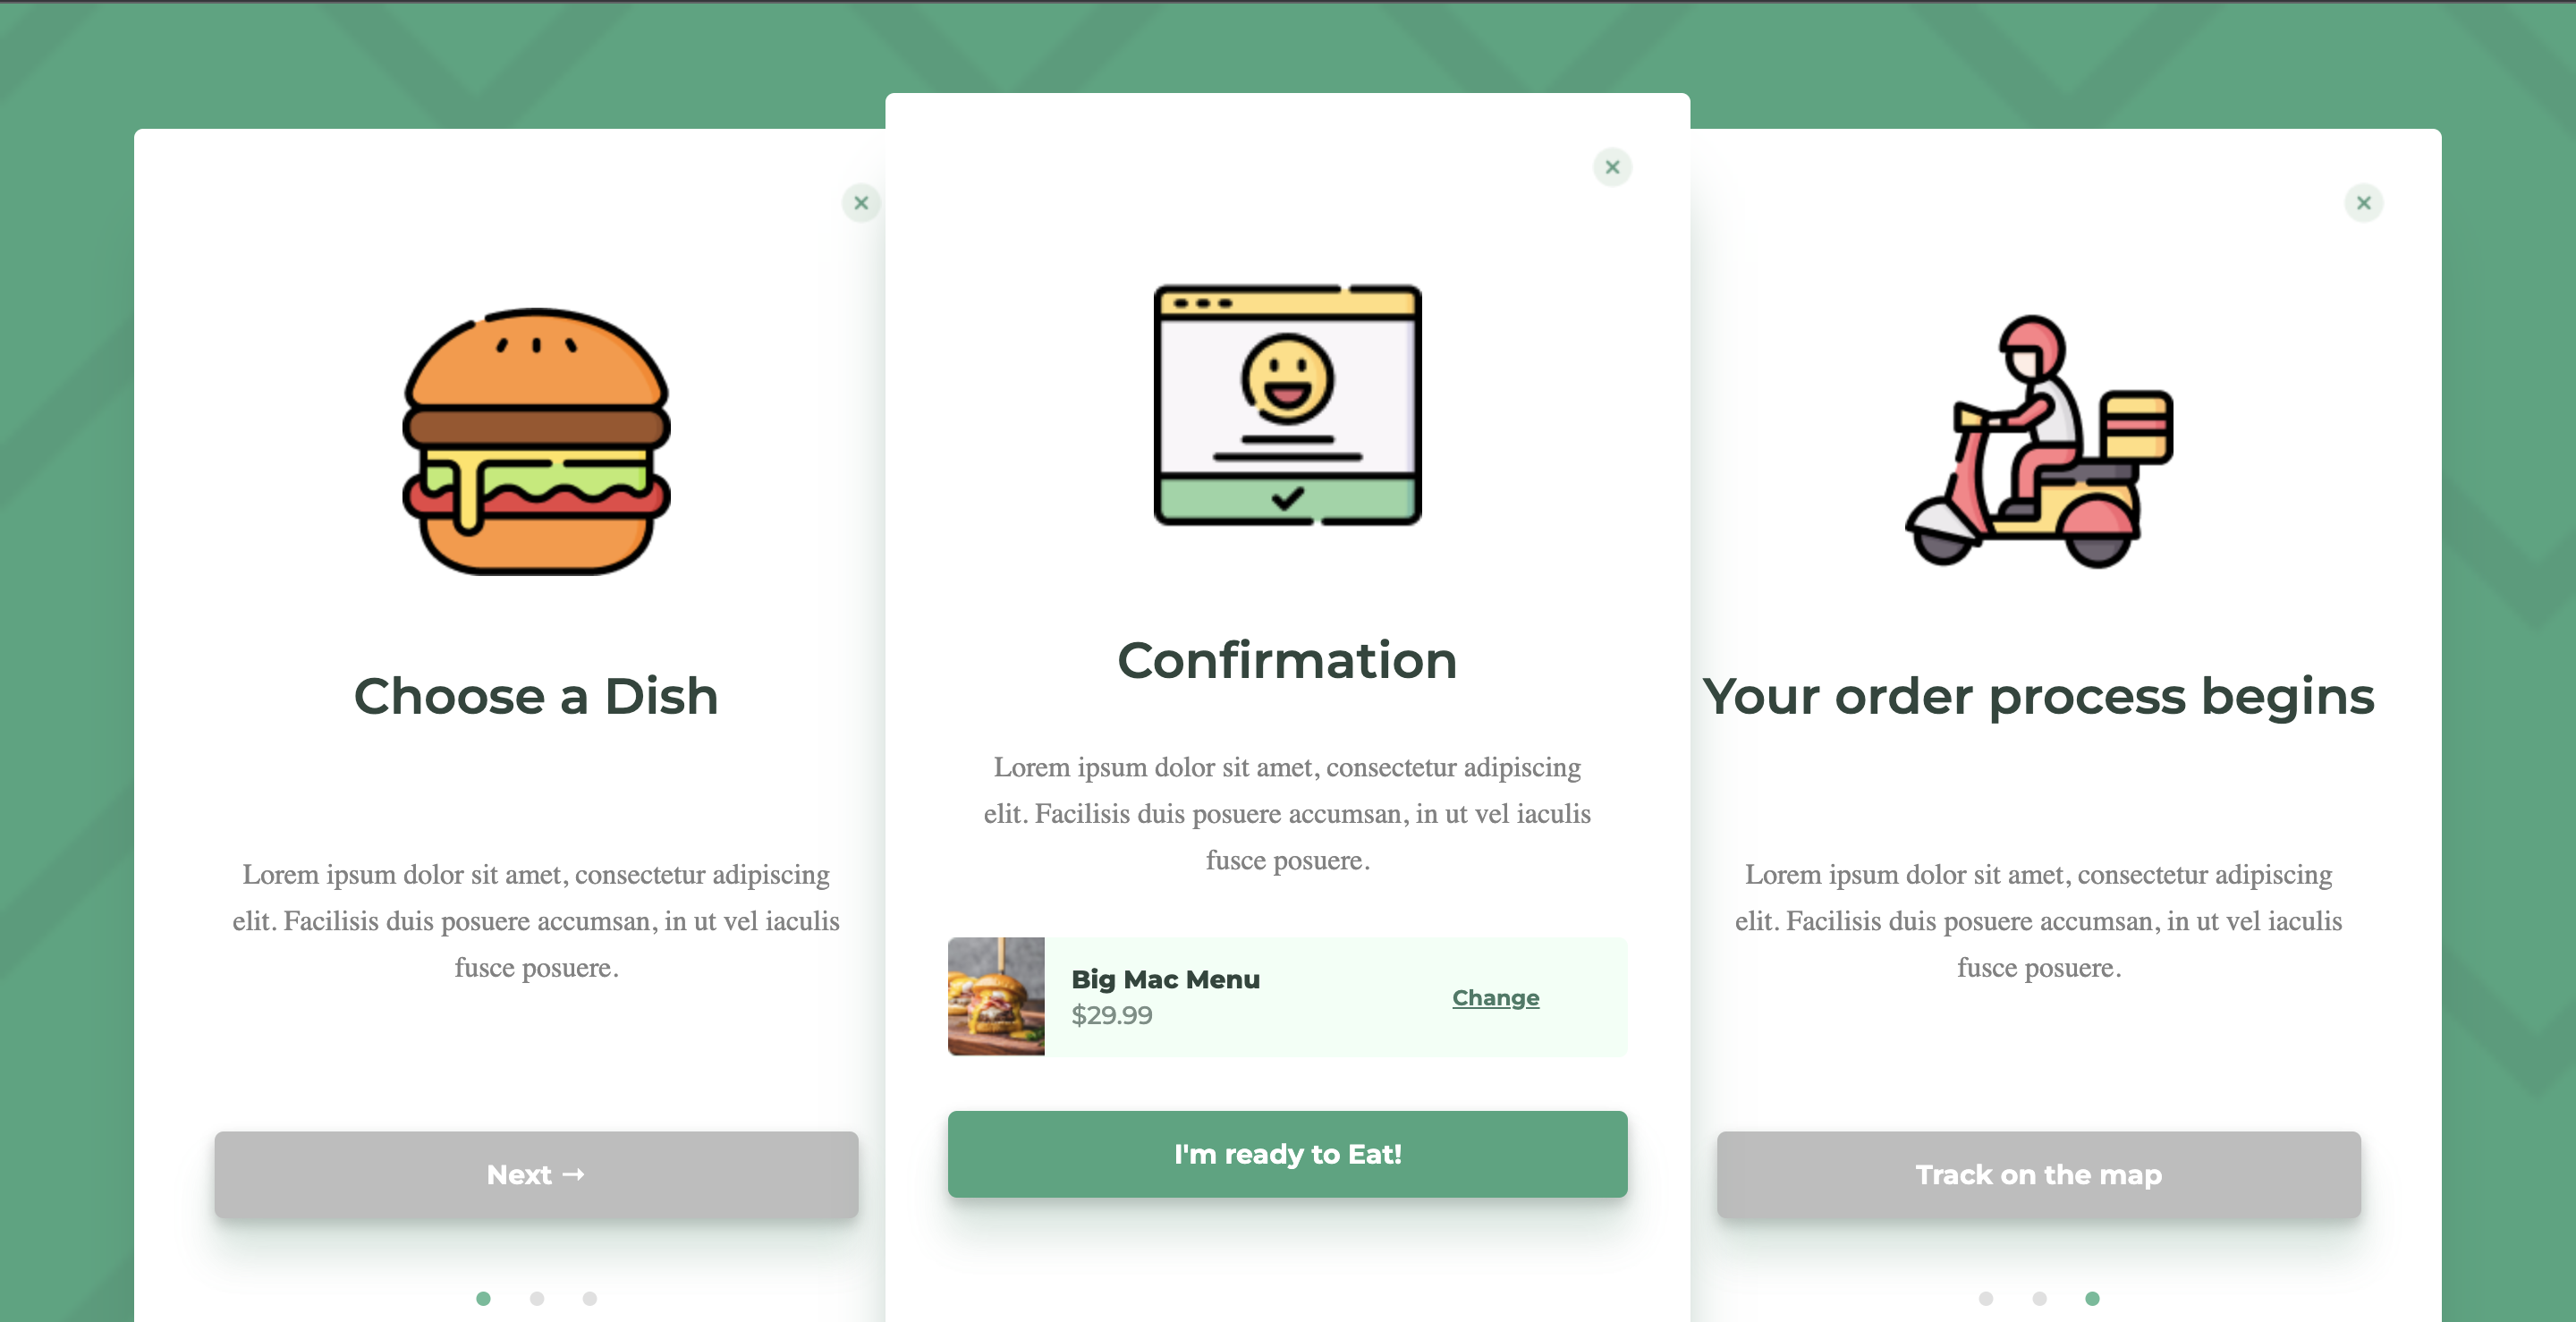 Choose a Dish
Lorem ipsum dolor sit amet, consectetur adipiscing
elit. Facilisis duis posuere accumsan, in ut vel iaculis
fusce posuere.
Next →
Confirmation
Lorem ipsum dolor sit amet, consectetur adipiscing
elit. Facilisis duis posuere accumsan, in ut vel iaculis
fusce posuere.
Big Mac Menu
$29.99
Change
I'm ready to Eat!
Your order process begins
Lorem ipsum dolor sit amet, consectetur adipiscing
elit. Facilisis duis posuere accumsan, in ut vel iaculis
fusce posuere.
Track on the map